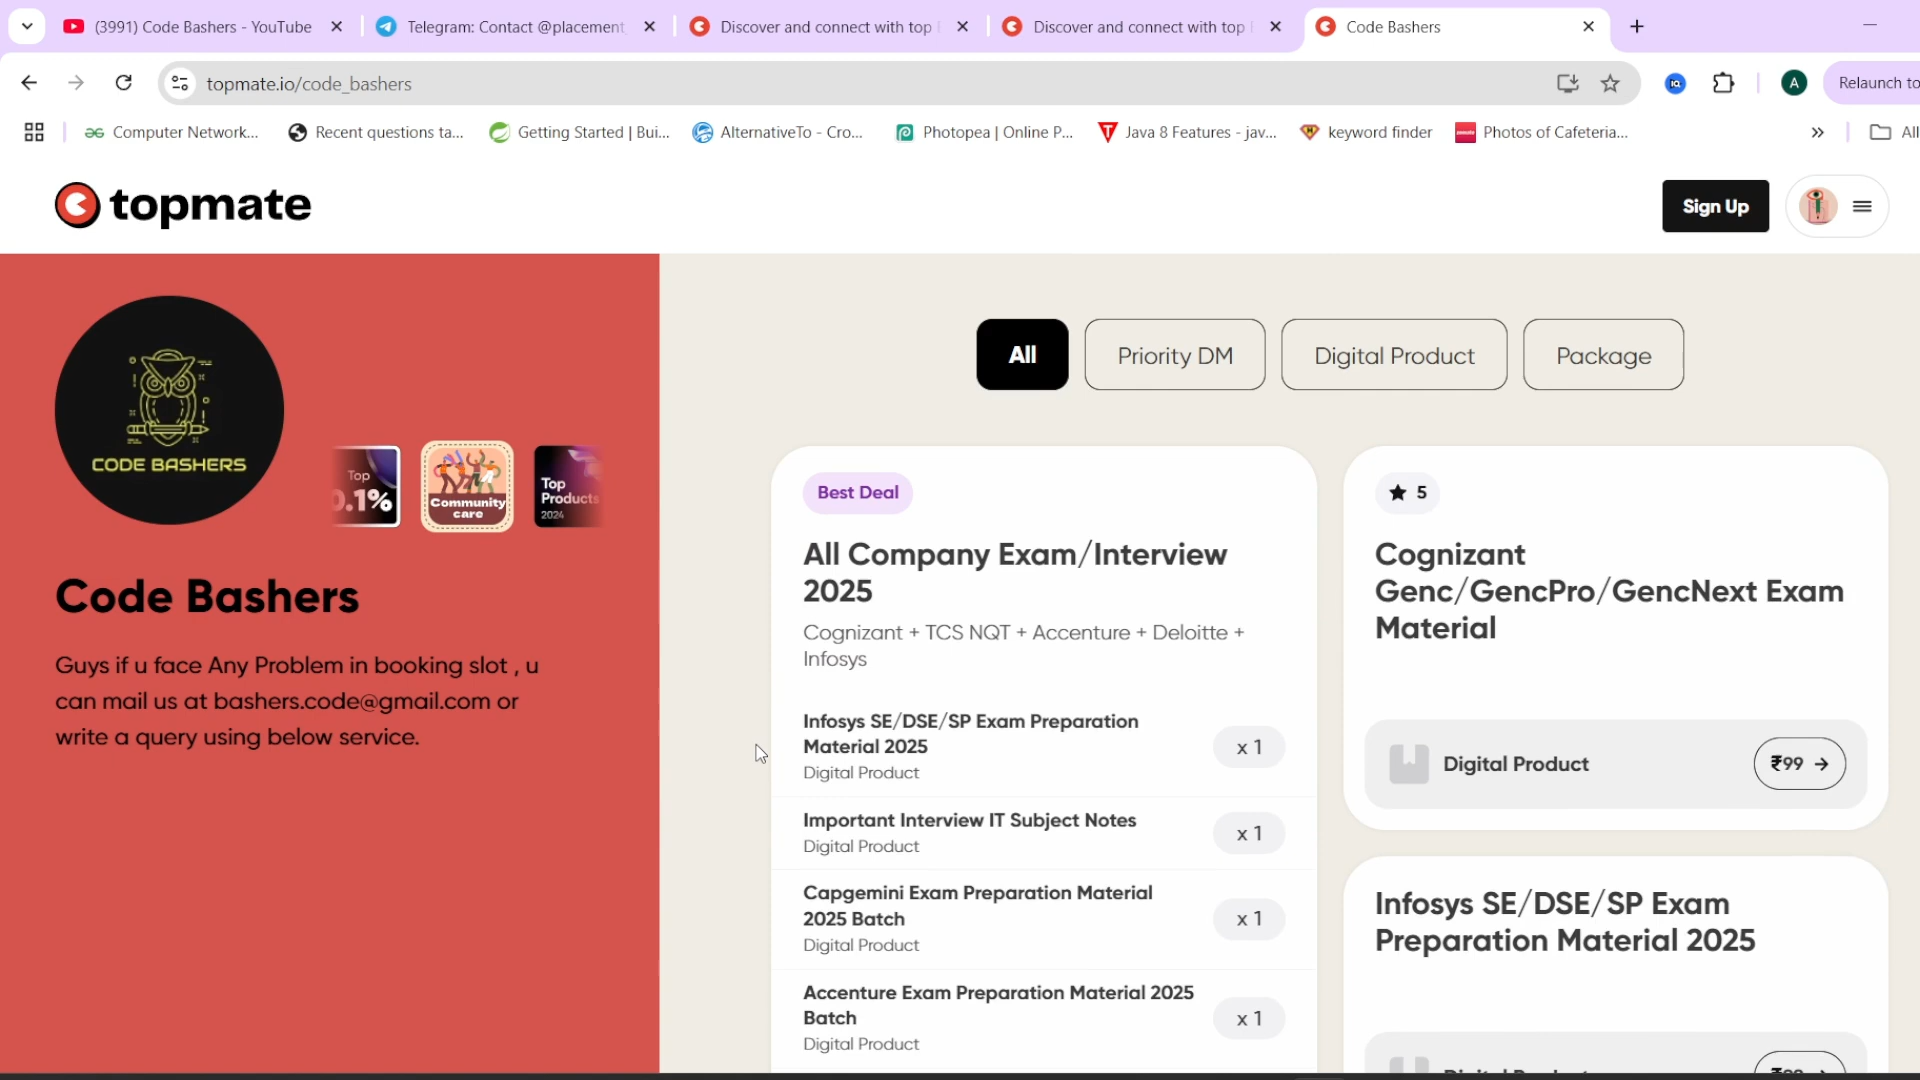 (3991) Code Bashers - YouTube
Telegram: Contact @placement
Discover and connect with top
Discover and connect with top
Code Bashers
topmate.io/code_bashers
A
Relaunch to
Computer Network...
Recent questions ta...
Getting Started | Bui...
AlternativeTo - Cro...
Photopea | Online P...
Java 8 Features - jav...
keyword finder
Photos of Cafeteria...
All
topmate
Sign Up
CODE BASHERS
Top
0.1%
Community
care
Top
Products
2024
Code Bashers
Guys if u face Any Problem in booking slot , u
can mail us at bashers.code@gmail.com or
write a query using below service.
All
Priority DM
Digital Product
Package
Best Deal
All Company Exam/Interview
2025
Cognizant + TCS NQT + Accenture + Deloitte +
Infosys
Infosys SE/DSE/SP Exam Preparation
Material 2025
Digital Product
x 1
Important Interview IT Subject Notes
Digital Product
x 1
Capgemini Exam Preparation Material
2025 Batch
Digital Product
x 1
Accenture Exam Preparation Material 2025
Batch
Digital Product
x 1
5
Cognizant
Genc/GencPro/GencNext Exam
Material
Digital Product
₹99 →
Infosys SE/DSE/SP Exam
Preparation Material 2025